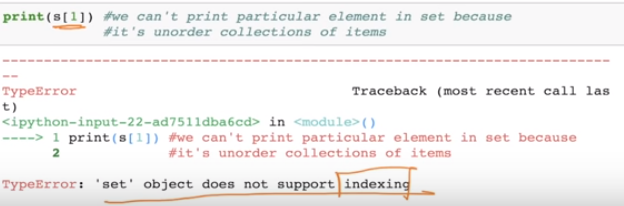 print(s[1]) #we can't print particular element in set because
#it's unorder collections of items
--------------------------------------------------------------------------
--
TypeError Traceback (most recent call las
t)
<ipython-input-22-ad7511dba6cd> in <module>()
----> 1 print(s[1]) #we can't print particular element in set because
2 #it's unorder collections of items
TypeError: 'set' object does not support indexing